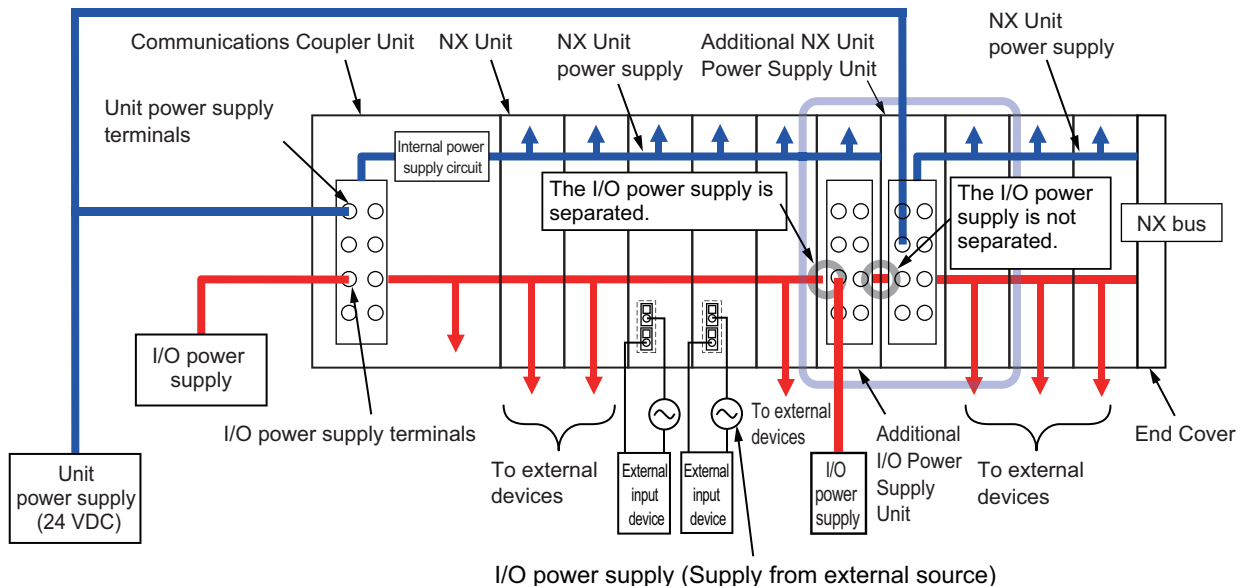 NX Unit
power supply
Communications Coupler Unit
NX Unit
NX Unit
power supply
Additional NX Unit
Power Supply Unit
Unit power supply
terminals
Internal power
supply circuit
The I/O power supply is
separated.
The I/O power
supply is not
separated.
NX bus
I/O power
supply
I/O power supply terminals
To external
devices
To external
devices
Additional
I/O Power
Supply
Unit
To external
devices
End Cover
Unit
power supply
(24 VDC)
External
input
device
External
input
device
I/O
power
supply
I/O power supply (Supply from external source)